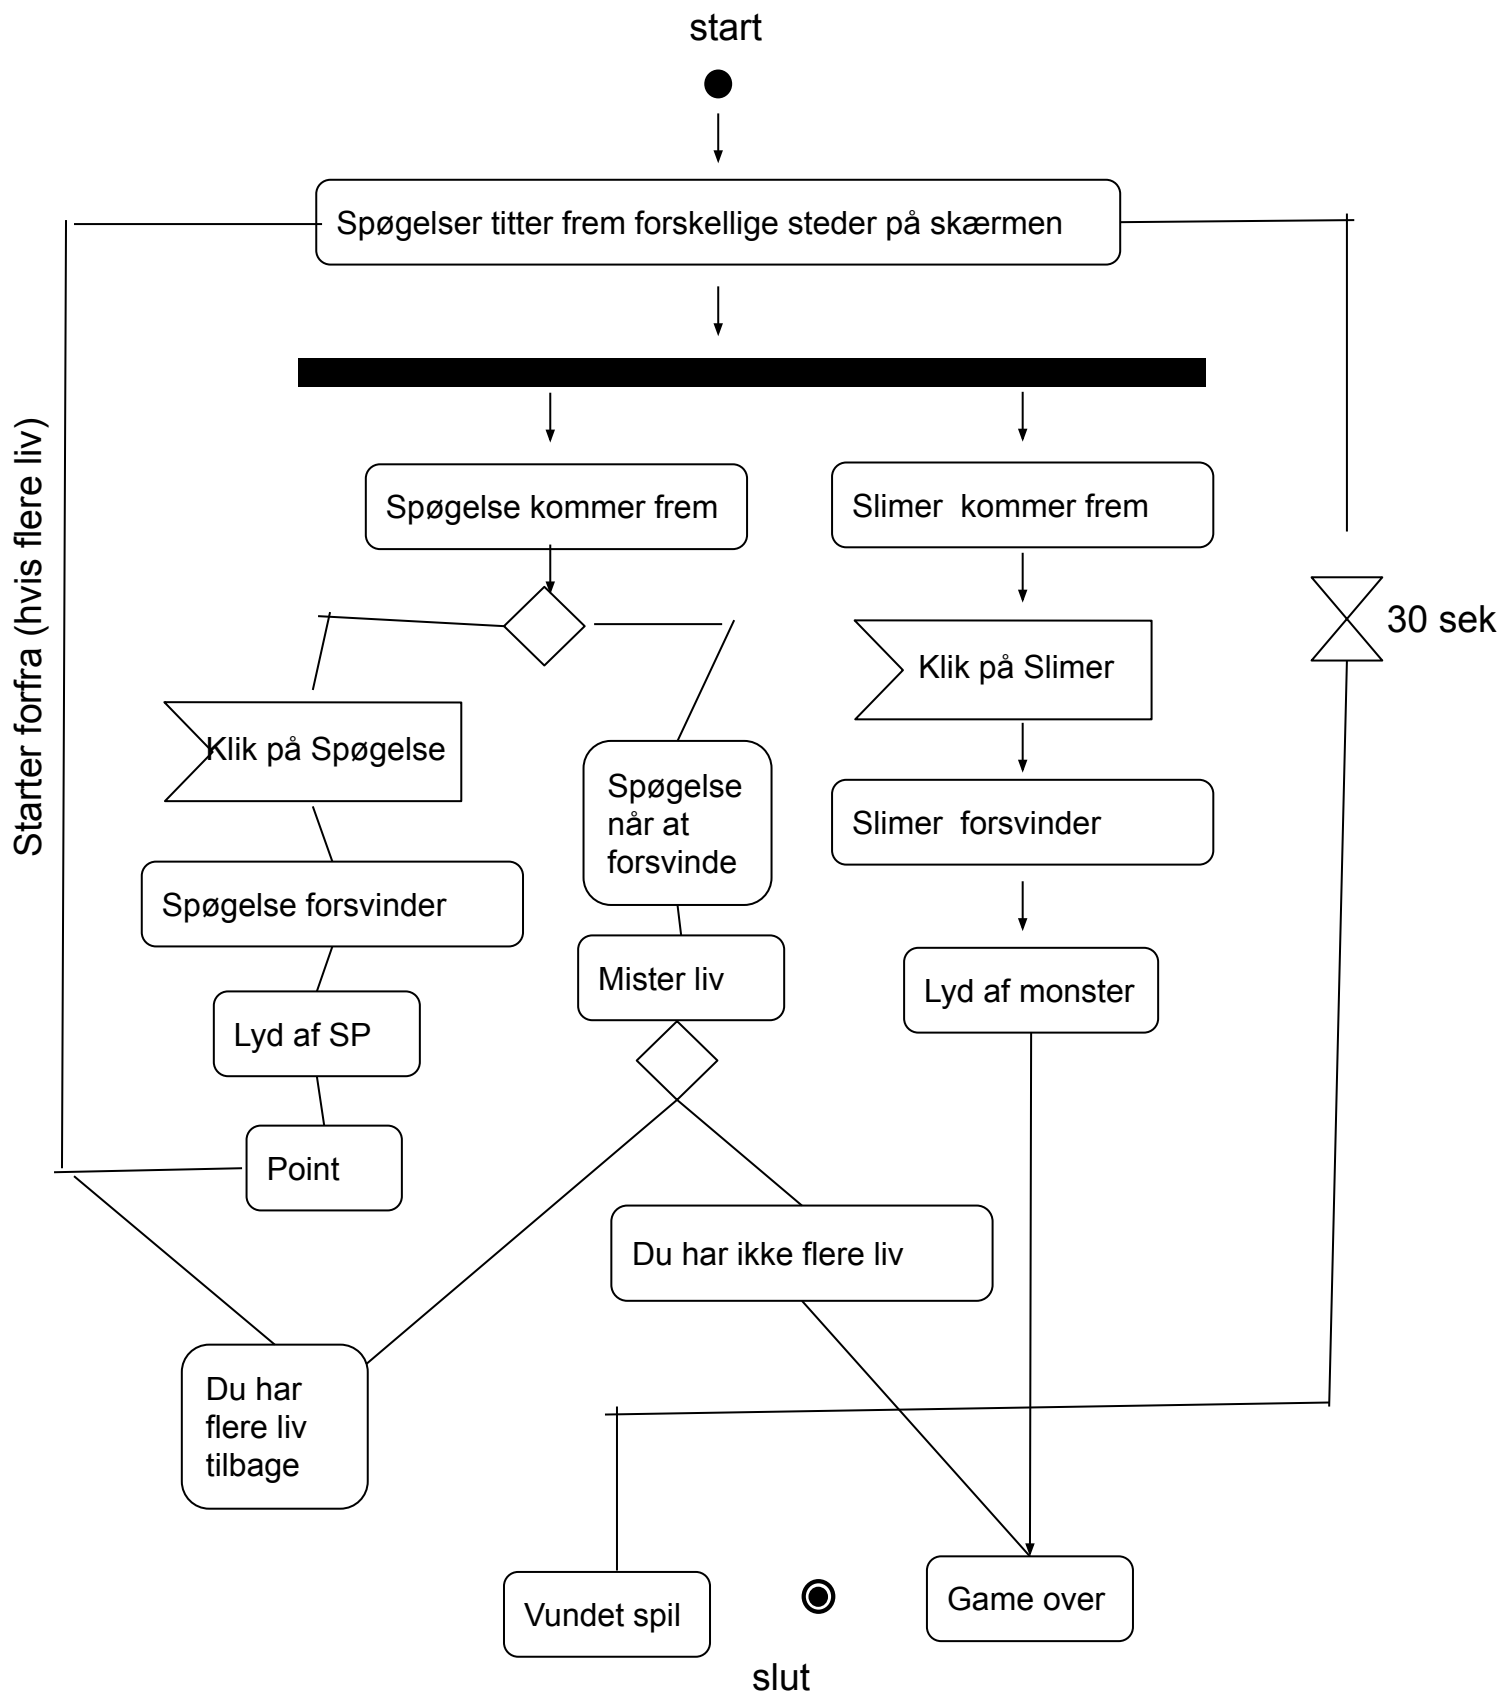 start
Spøgelser titter frem forskellige steder på skærmen
Starter forfra (hvis flere liv)
Spøgelse kommer frem
Slimer  kommer frem
30 sek
Klik på Slimer
Klik på Spøgelse
Spøgelse
når at
forsvinde
Slimer  forsvinder
Spøgelse forsvinder
Mister liv
Lyd af monster
Lyd af SP
Point
Du har ikke flere liv
Du har
flere liv
tilbage
Vundet spil
Game over
slut